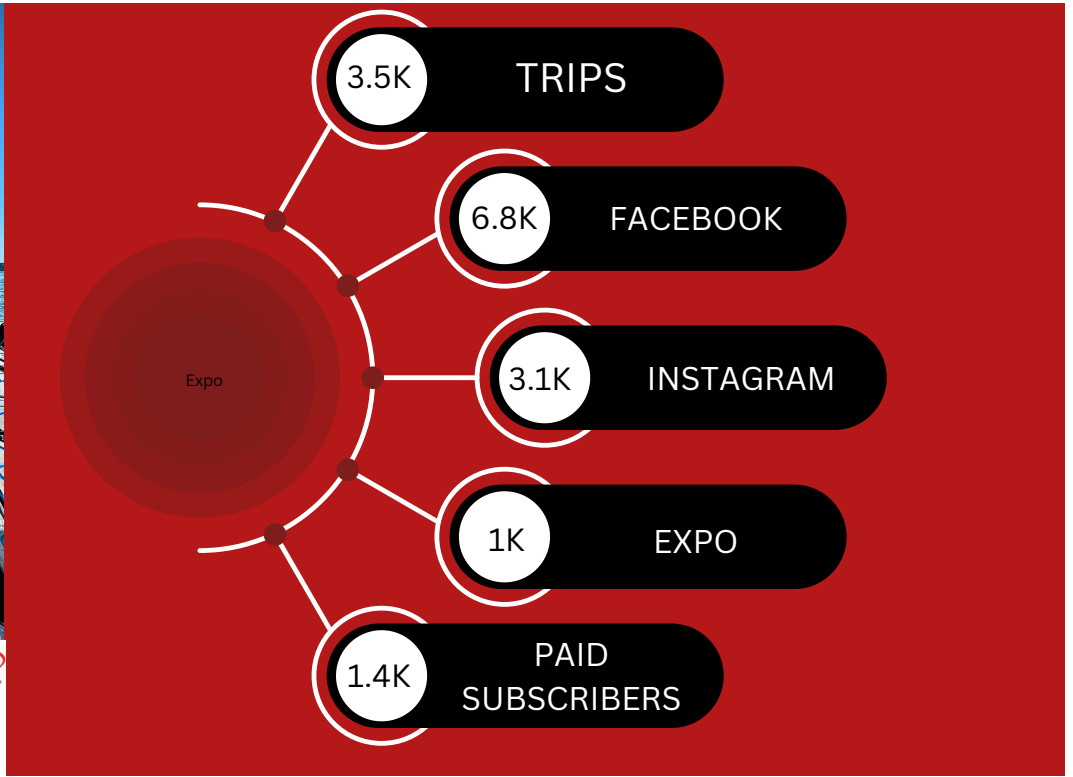 3.5K TRIPS
6.8K FACEBOOK
3.1K INSTAGRAM
Expo
1K EXPO
1.4K PAID
SUBSCRIBERS